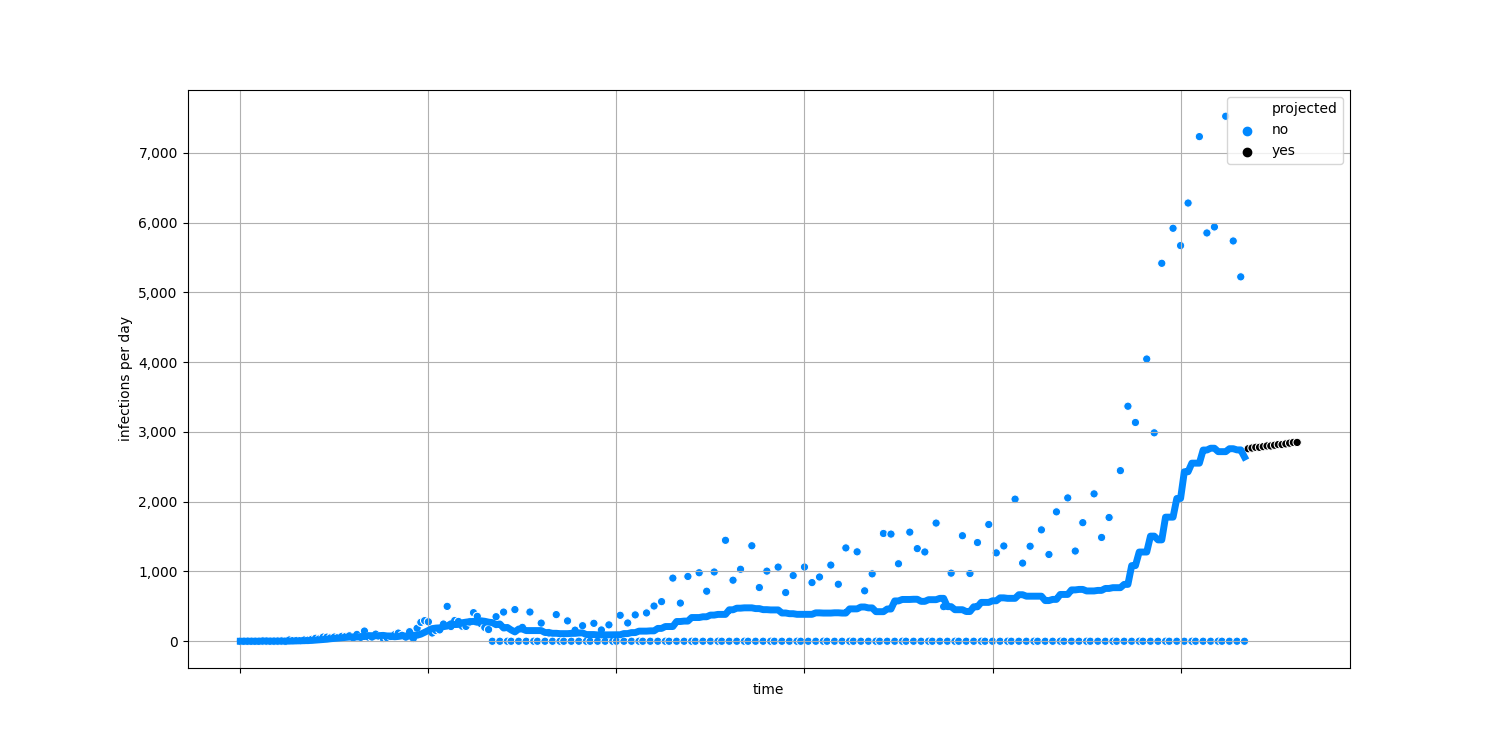 projected
no
yes
7,000
6,000
5,000
4,000
3,000
2,000
1,000
0
infections per day
time